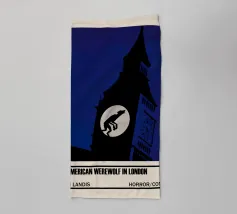 MERICAN WEREWOLF IN LONDON
LANDIS HORROR/CO